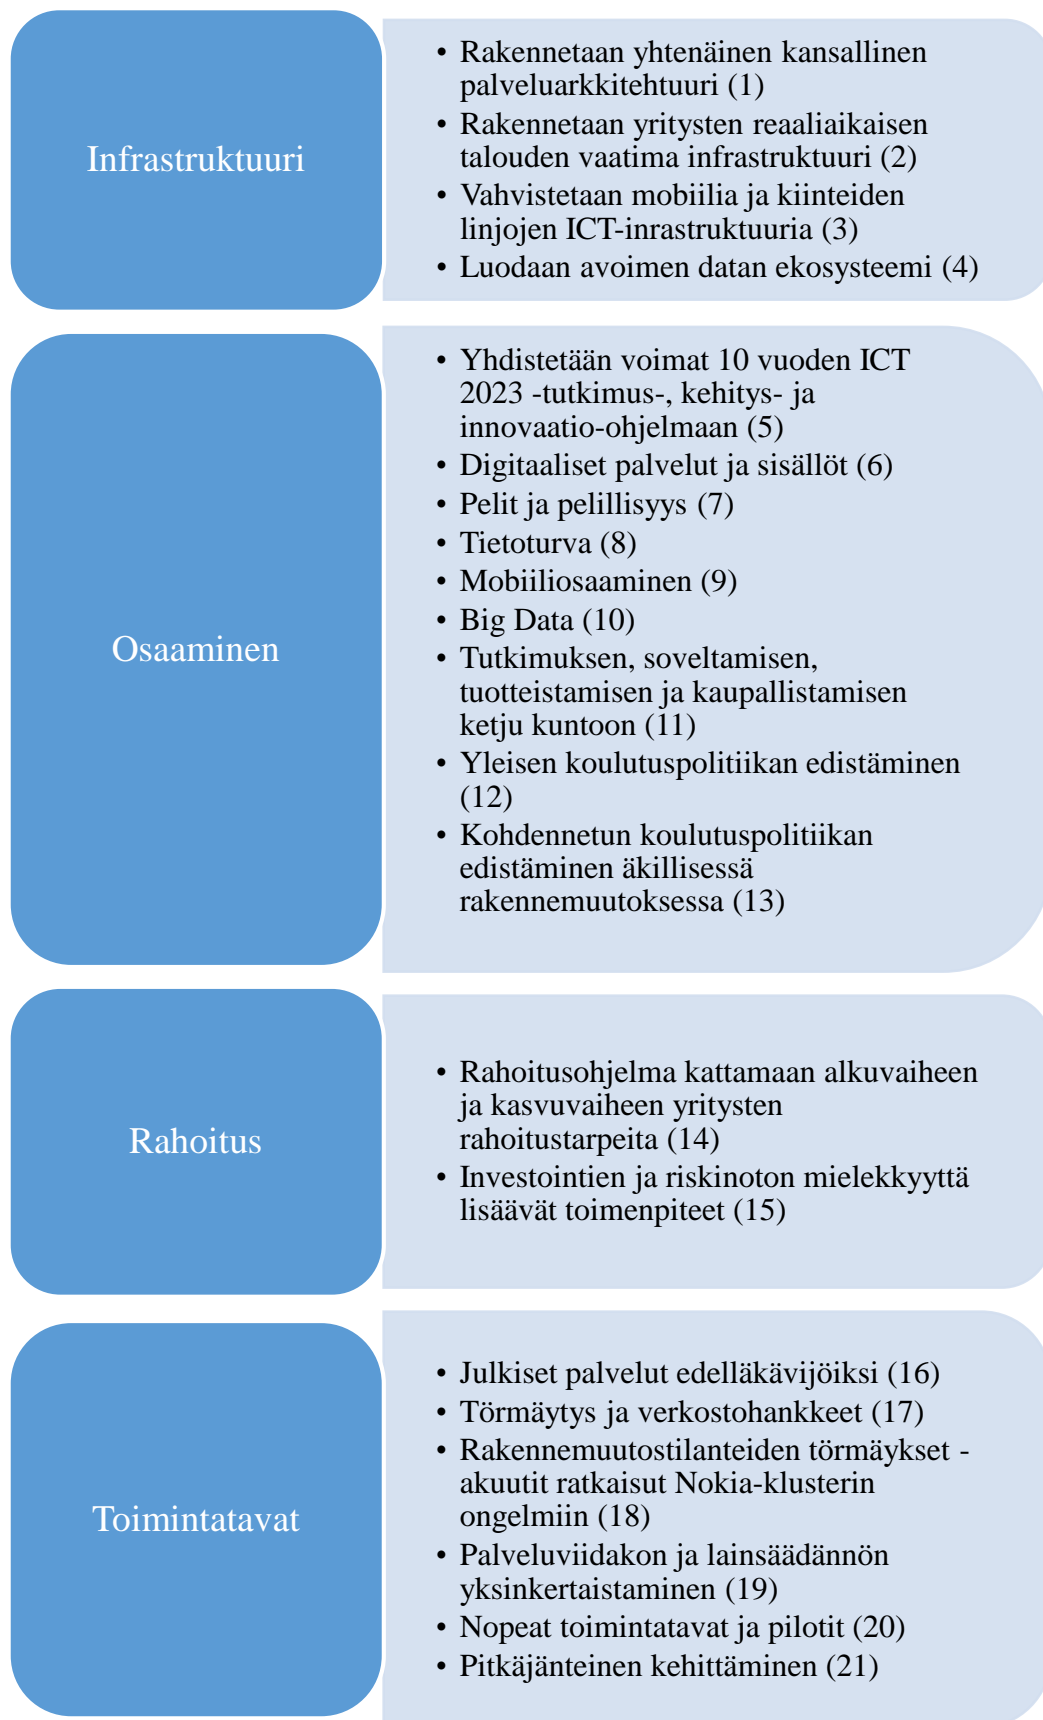 Infrastruktuuri
• Rakennetaan yhtenäinen kansallinen
palveluarkkitehtuuri (1)
• Rakennetaan yritysten reaaliaikaisen
talouden vaatima infrastruktuuri (2)
• Vahvistetaan mobiilia ja kiinteiden
linjojen ICT-inrastruktuuria (3)
• Luodaan avoimen datan ekosysteemi (4)
Osaaminen
• Yhdistetään voimat 10 vuoden ICT
2023 -tutkimus-, kehitys- ja
innovaatio-ohjelmaan (5)
• Digitaaliset palvelut ja sisällöt (6)
• Pelit ja pelillisyys (7)
• Tietoturva (8)
• Mobiiliosaaminen (9)
• Big Data (10)
• Tutkimuksen, soveltamisen,
tuotteistamisen ja kaupallistamisen
ketju kuntoon (11)
• Yleisen koulutuspolitiikan edistäminen
(12)
• Kohdennetun koulutuspolitiikan
edistäminen äkillisessä
rakennemuutoksessa (13)
Rahoitus
• Rahoitusohjelma kattamaan alkuvaiheen
ja kasvuvaiheen yritysten
rahoitustarpeita (14)
• Investointien ja riskinoton mielekkyyttä
lisäävät toimenpiteet (15)
Toimintatavat
• Julkiset palvelut edelläkävijöiksi (16)
• Törmäytys ja verkostohankkeet (17)
• Rakennemuutostilanteiden törmäykset -
akuutit ratkaisut Nokia-klusterin
ongelmiin (18)
• Palveluviidakon ja lainsäädännön
yksinkertaistaminen (19)
• Nopeat toimintatavat ja pilotit (20)
• Pitkäjänteinen kehittäminen (21)